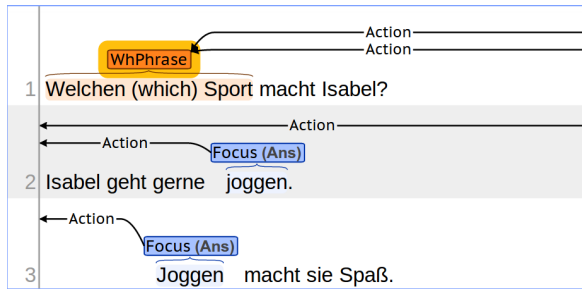 Action
Action
WhPhrase
1 Welchen (which) Sport macht Isabel?
Action
Action
Focus (Ans)
2 Isabel geht gerne joggen.
Action
Focus (Ans)
3 Joggen macht sie Spaß.